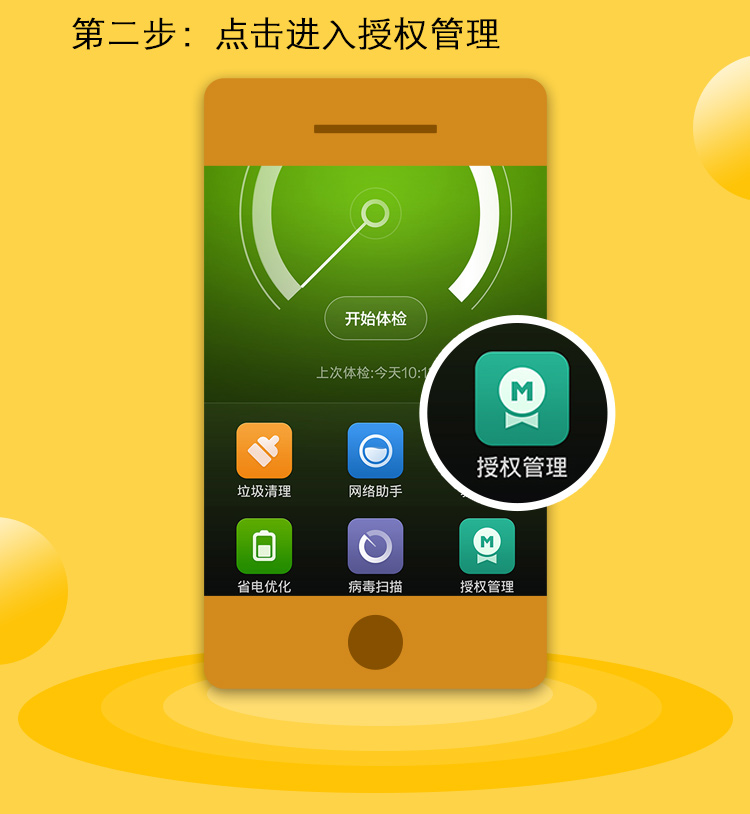 第二步：点击进入授权管理
开始体检
上次体检:今天10:1
M
授权管理
垃圾清理
网络助手
M
省电优化
病毒扫描
授权管理